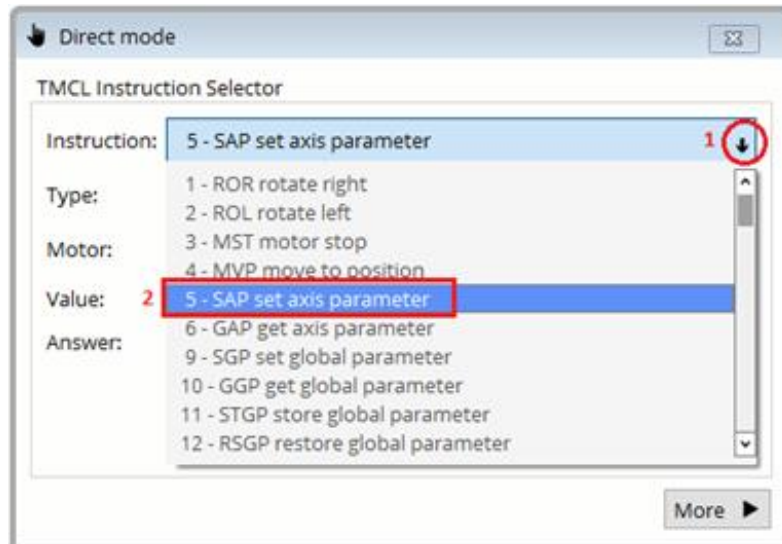 Direct mode
TMCL Instruction Selector
Instruction: 5 - SAP set axis parameter 1
Type:
1 - ROR rotate right
2 - ROL rotate left
Motor:
3 - MST motor stop
4 - MVP move to position
Value: 2 5 - SAP set axis parameter
6 - GAP get axis parameter
Answer:
9 - SGP set global parameter
10 - GGP get global parameter
11 - STGP store global parameter
12 - RSGP restore global parameter
More